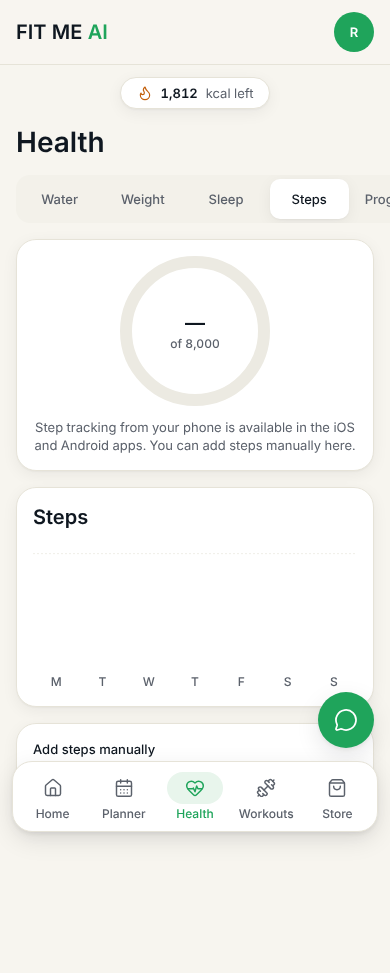 FIT ME AI
R
1,812 kcal left
Health
Water Weight Sleep Steps Prog
— of 8,000
Step tracking from your phone is available in the iOS
and Android apps. You can add steps manually here.
Steps
M T W T F S S
Add steps manually
Home Planner Health Workouts Store